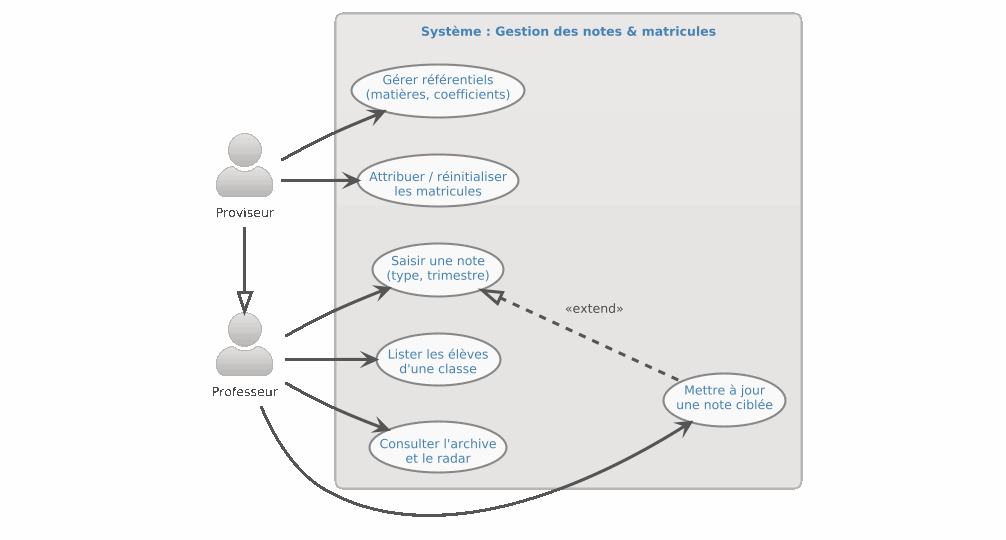 Système : Gestion des notes & matricules
Gérer référentiels
(matières, coefficients)
Attribuer / réinitialiser
les matricules
Proviseur
Saisir une note
(type, trimestre)
«extend»
Lister les élèves
d'une classe
Professeur
Mettre à jour
une note ciblée
Consulter l'archive
et le radar